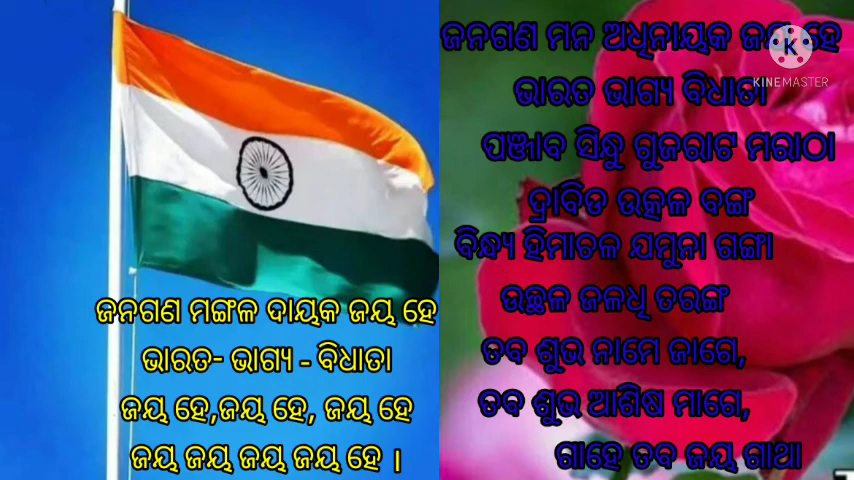 ଜନଗଣ ମନ ଅଧିନାୟକ ଜୟ ହେ
ଭାରତ ଭାଗ୍ୟ ବିଧାତା
ପଞ୍ଜାବ ସିନ୍ଧୁ ଗୁଜରାଟ ମରାଠା
ଦ୍ରାବିଡ ଉତ୍କଳ ବଙ୍ଗ
ବିନ୍ଧ୍ୟ ହିମାଚଳ ଯମୁନା ଗଙ୍ଗା
ଉଚ୍ଛଳ ଜଳଧି ତରଙ୍ଗ
ତବ ଶୁଭ ନାମେ ଜାଗେ,
ତବ ଶୁଭ ଆଶିଷ ମାଗେ,
ଗାହେ ତବ ଜୟ ଗାଥା
ଜନଗଣ ମଙ୍ଗଳ ଦାୟକ ଜୟ ହେ
ଭାରତ- ଭାଗ୍ୟ - ବିଧାତା
ଜୟ ହେ,ଜୟ ହେ, ଜୟ ହେ
ଜୟ ଜୟ ଜୟ ଜୟ ହେ ।
K
KINEMASTER